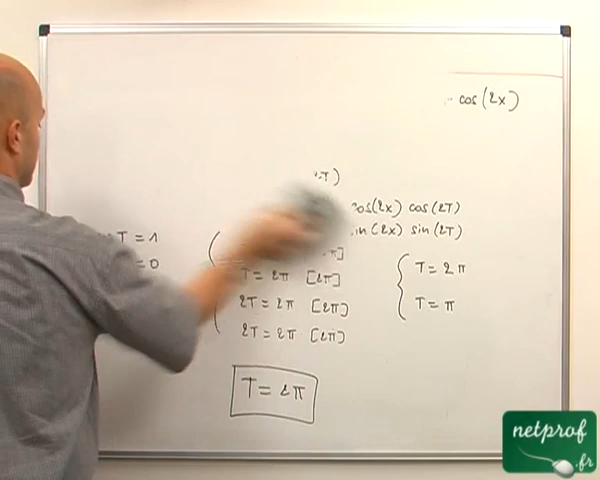 cos(2x)
cos(2x) cos(2T)
sin(2x) sin(2T)
T = 1
= 0
T = 2π [2π]
2T = 2π [2π]
2T = 2π [2π]
T = 2π
T = π
T = 2π
netprof
.fr